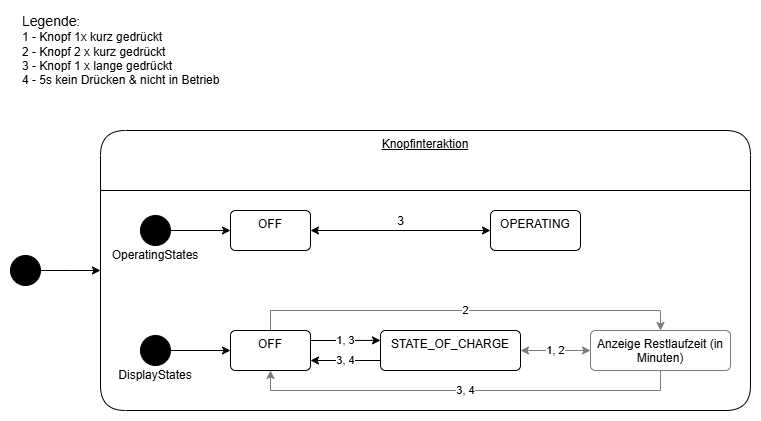 Legende:
1 - Knopf 1x kurz gedrückt
2 - Knopf 2 x kurz gedrückt
3 - Knopf 1 x lange gedrückt
4 - 5s kein Drücken & nicht in Betrieb
Knopfinteraktion
OFF
3
OPERATING
OperatingStates
2
OFF
1, 3
3, 4
STATE_OF_CHARGE
1, 2
Anzeige Restlaufzeit (in
Minuten)
DisplayStates
3, 4